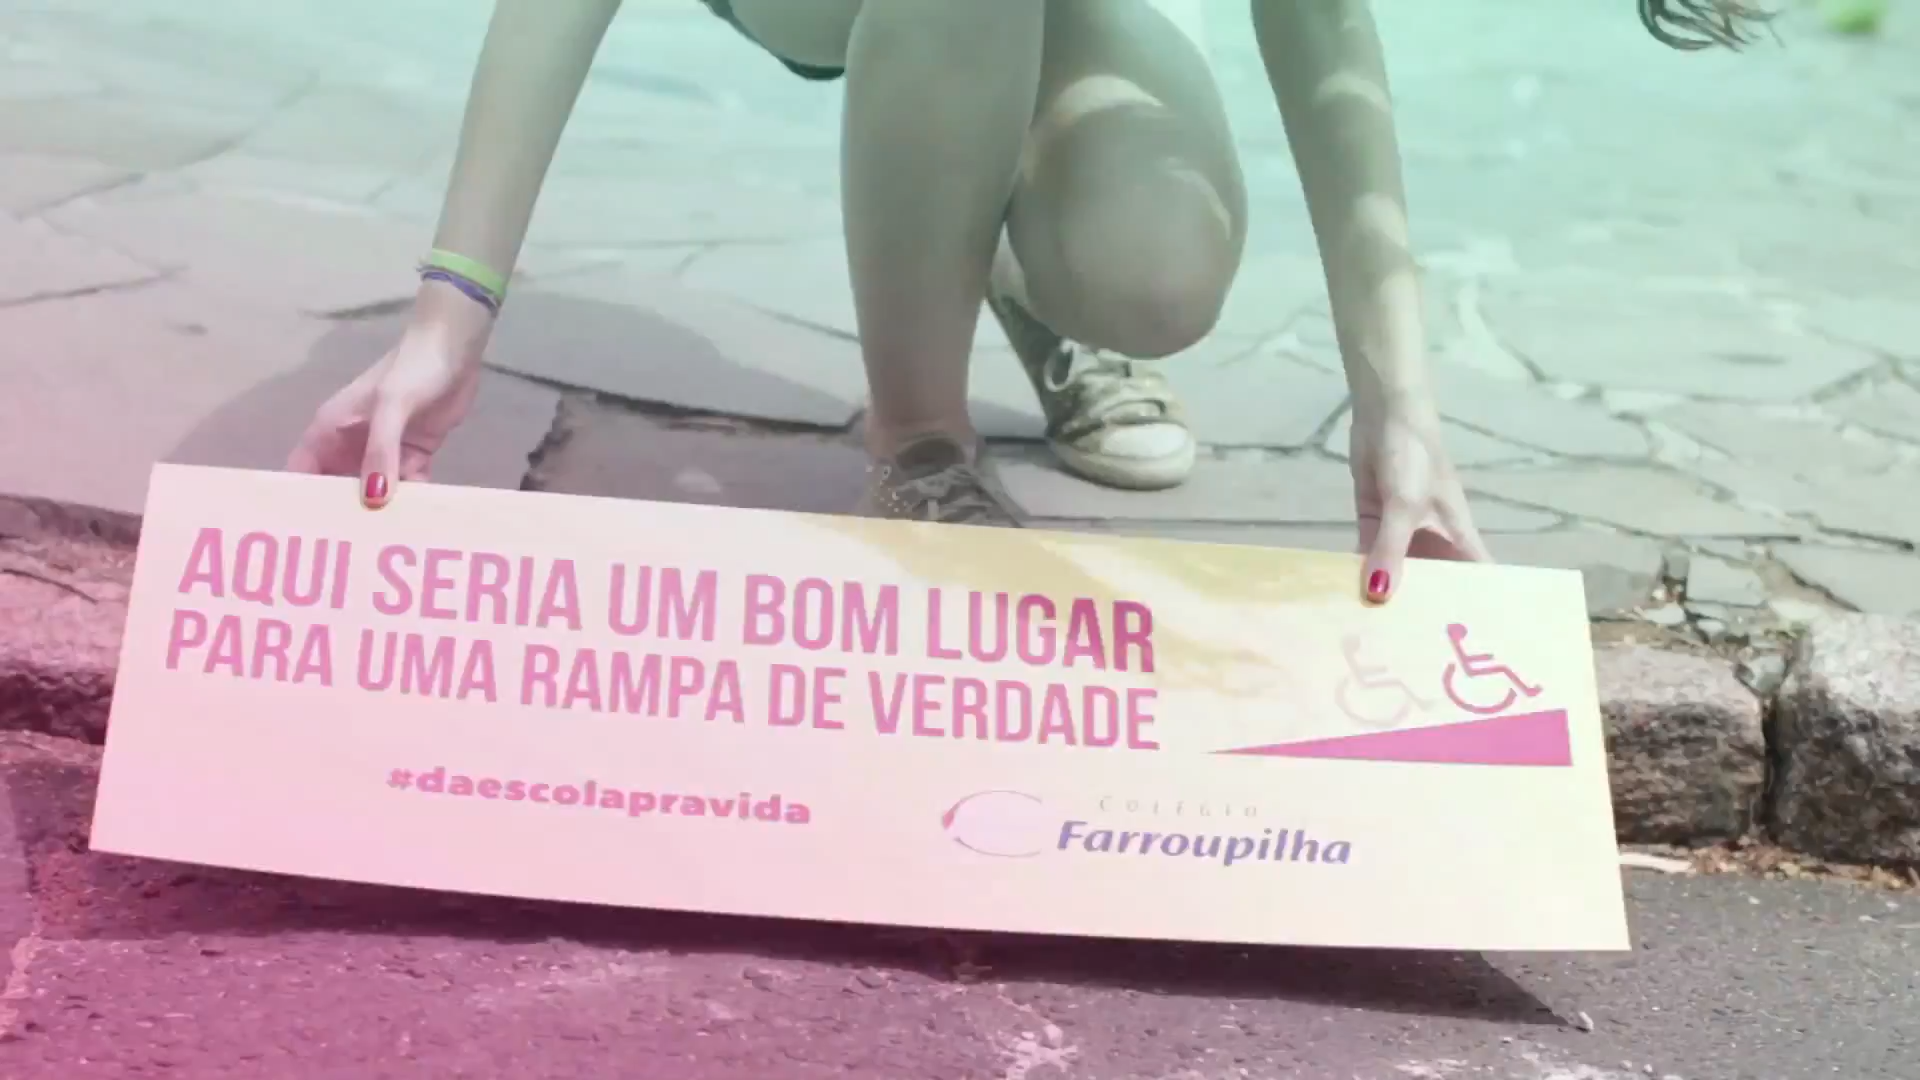 AQUI SERIA UM BOM LUGAR
PARA UMA RAMPA DE VERDADE
#daescolapravida
COLÉGIO
Farroupilha